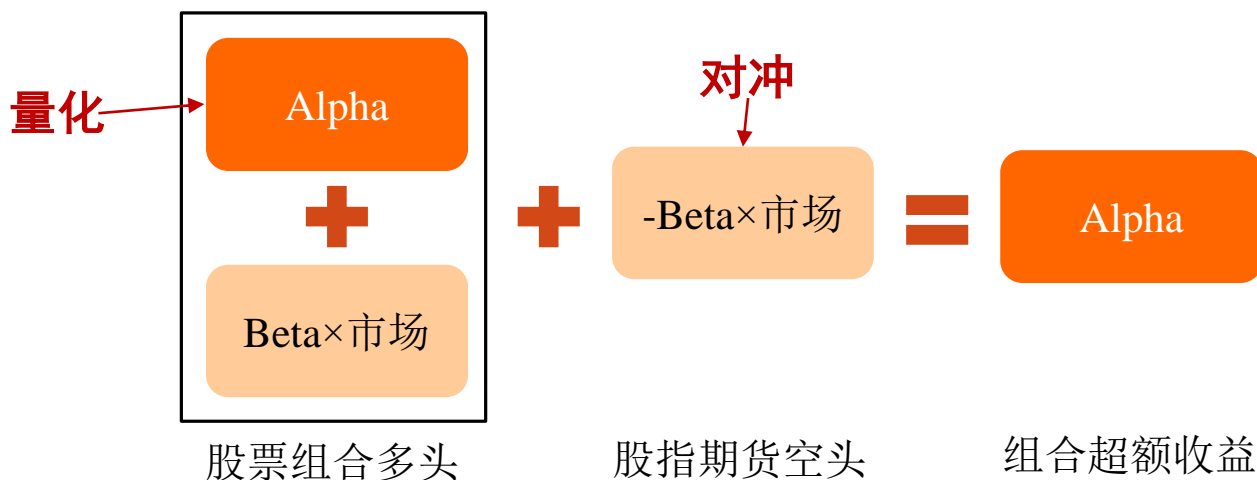 量化
Alpha
Beta×市场
股票组合多头
对冲
-Beta×市场
股指期货空头
Alpha
组合超额收益